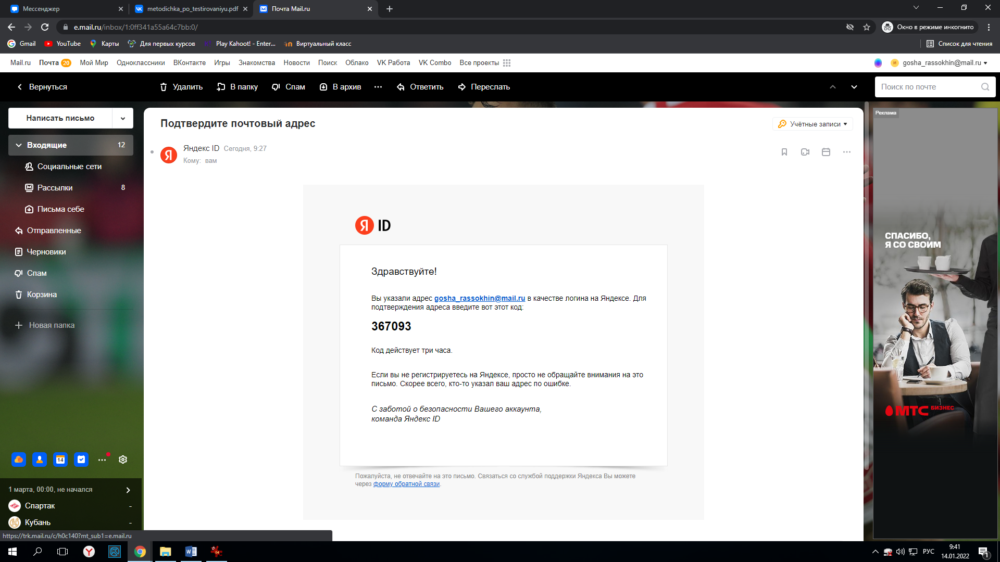 Мессенджер
metodichka_po_testirovaniyu.pdf
Почта Mail.ru
e.mail.ru/inbox/1:0ff341a55a64c7bb:0/
Окно в режиме инкогнито
Gmail
YouTube
Карты
Для первых курсов
Play Kahoot! - Enter...
Виртуальный класс
Список для чтения
Mail.ru
Почта 20
Мой Мир
Одноклассники
ВКонтакте
Игры
Знакомства
Новости
Поиск
Облако
VK Работа
VK Combo
Все проекты
gosha_rassokhin@mail.ru
Вернуться
Удалить
В папку
Спам
В архив
Ответить
Переслать
Поиск по почте
Написать письмо
Входящие 12
Социальные сети
Рассылки 8
Письма себе
Отправленные
Черновики
Спам
Корзина
Новая папка
14
1 марта, 00:00, не начался
Спартак -
Кубань -
https://trk.mail.ru/c/h0c140?mt_sub1=e.mail.ru
Подтвердите почтовый адрес
Учётные записи
Я
Яндекс ID Сегодня, 9:27
Кому: вам
Я ID
Здравствуйте!
Вы указали адрес gosha_rassokhin@mail.ru в качестве логина на Яндексе. Для
подтверждения адреса введите вот этот код:
367093
Код действует три часа.
Если вы не регистрируетесь на Яндексе, просто не обращайте внимания на это
письмо. Скорее всего, кто-то указал ваш адрес по ошибке.
С заботой о безопасности Вашего аккаунта,
команда Яндекс ID
Пожалуйста, не отвечайте на это письмо. Связаться со службой поддержки Яндекса Вы можете
через форму обратной связи.
Реклама
СПАСИБО,
Я СО СВОИМ
МТС БИЗНЕС
РУС
9:41
14.01.2022
1